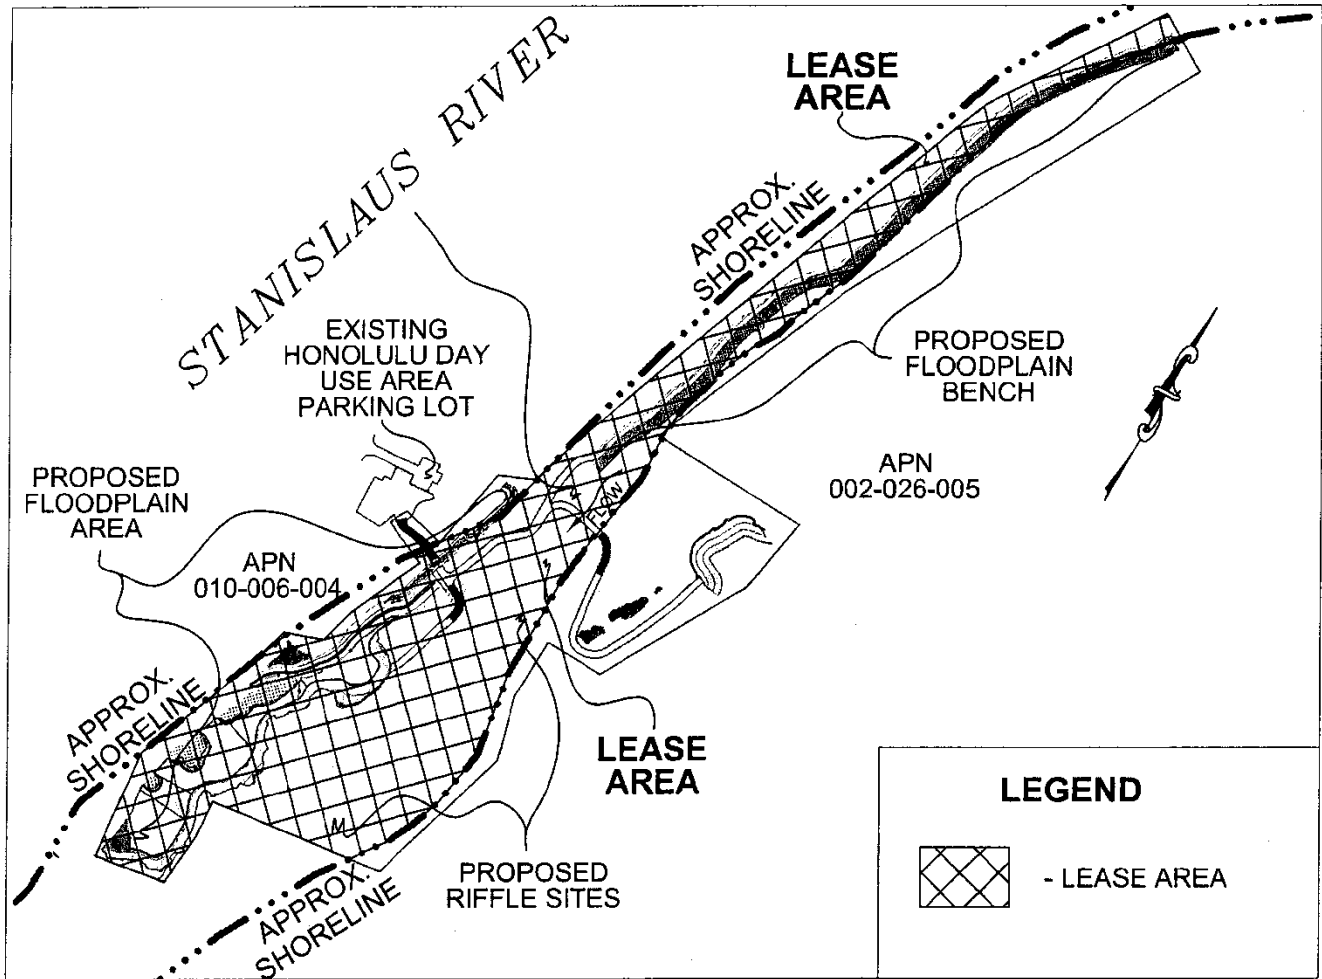 LEASE
AREA
STANISLAUS RIVER
APPROX.
SHORELINE
EXISTING
HONOLULU DAY
USE AREA
PARKING LOT
PROPOSED
FLOODPLAIN
BENCH
PROPOSED
FLOODPLAIN
AREA
APN
002-026-005
FLOW
APN
010-006-004
APPROX.
SHORELINE
LEASE
AREA
LEGEND
- LEASE AREA
PROPOSED
RIFFLE SITES
APPROX.
SHORELINE